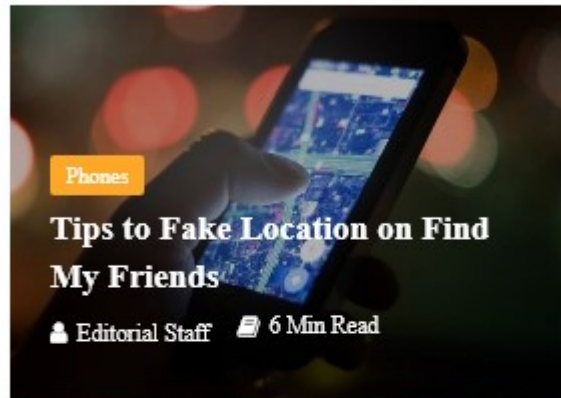 Phones
Tips to Fake Location on Find
My Friends
Editorial Staff 6 Min Read